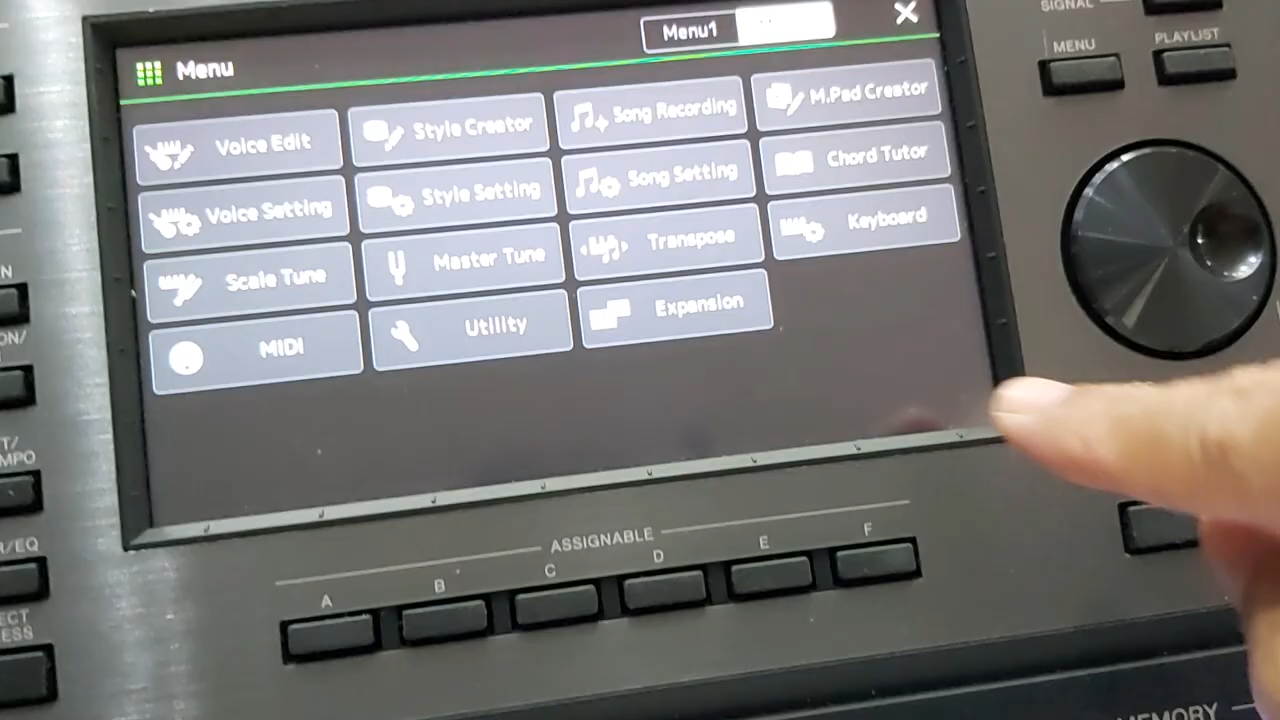 SIGNAL
MENU
PLAYLIST
Menu
Menu1
Voice Edit
Style Creator
Song Recording
M.Pad Creator
Voice Setting
Style Setting
Song Setting
Chord Tutor
Scale Tune
Master Tune
Transpose
Keyboard
MIDI
Utility
Expansion
ASSIGNABLE
A
B
C
D
E
F
MEMORY